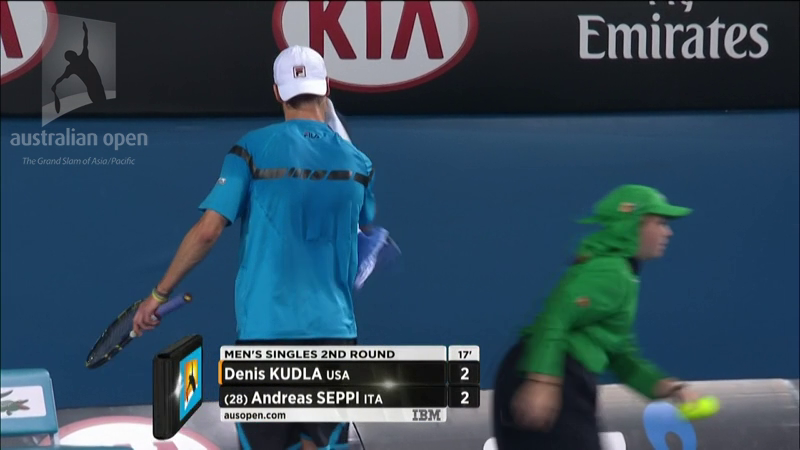 KIA
Emirates
australian open
The Grand Slam of Asia/Pacific
FILA
MEN'S SINGLES 2ND ROUND 17'
Denis KUDLA USA 2
(28) Andreas SEPPI ITA 2
ausopen.com IBM